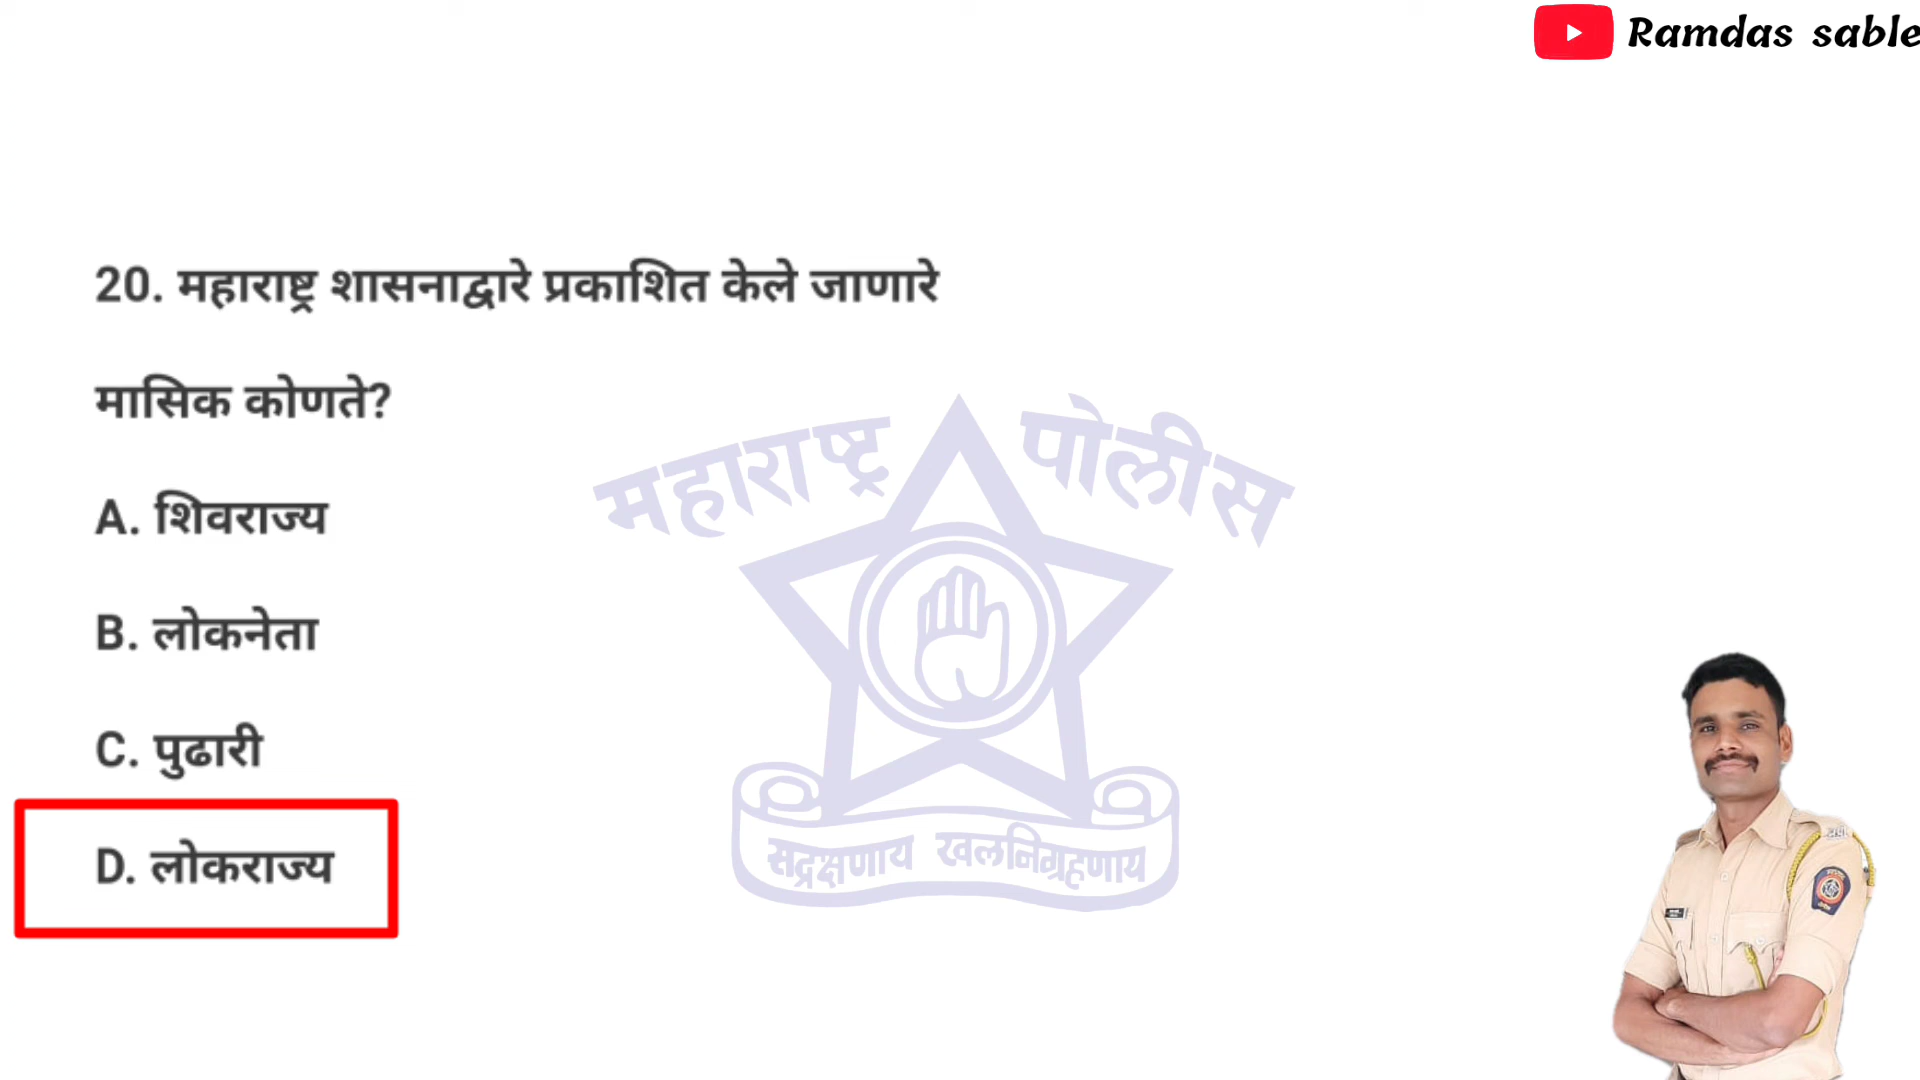 Ramdas sable
20. महाराष्ट्र शासनाद्वारे प्रकाशित केले जाणारे
मासिक कोणते?
महाराष्ट्र पोलीस
A. शिवराज्य
B. लोकनेता
C. पुढारी
D. लोकराज्य
सद्रक्षणाय खलनिग्रहणाय